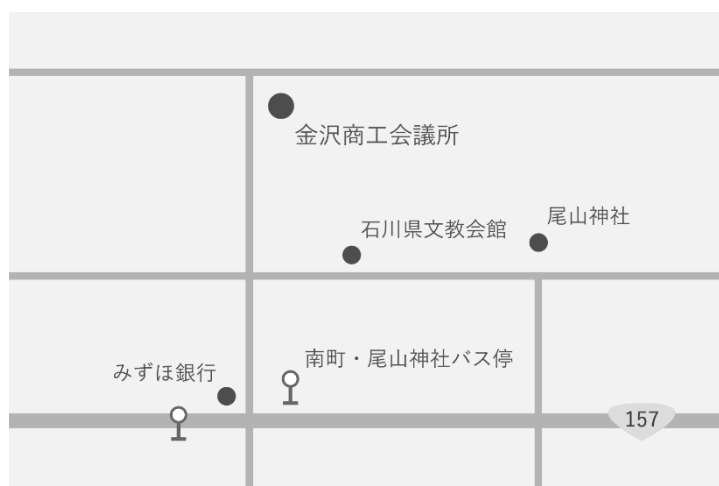 金沢商工会議所
尾山神社
石川県文教会館
南町・尾山神社バス停
みずほ銀行
157